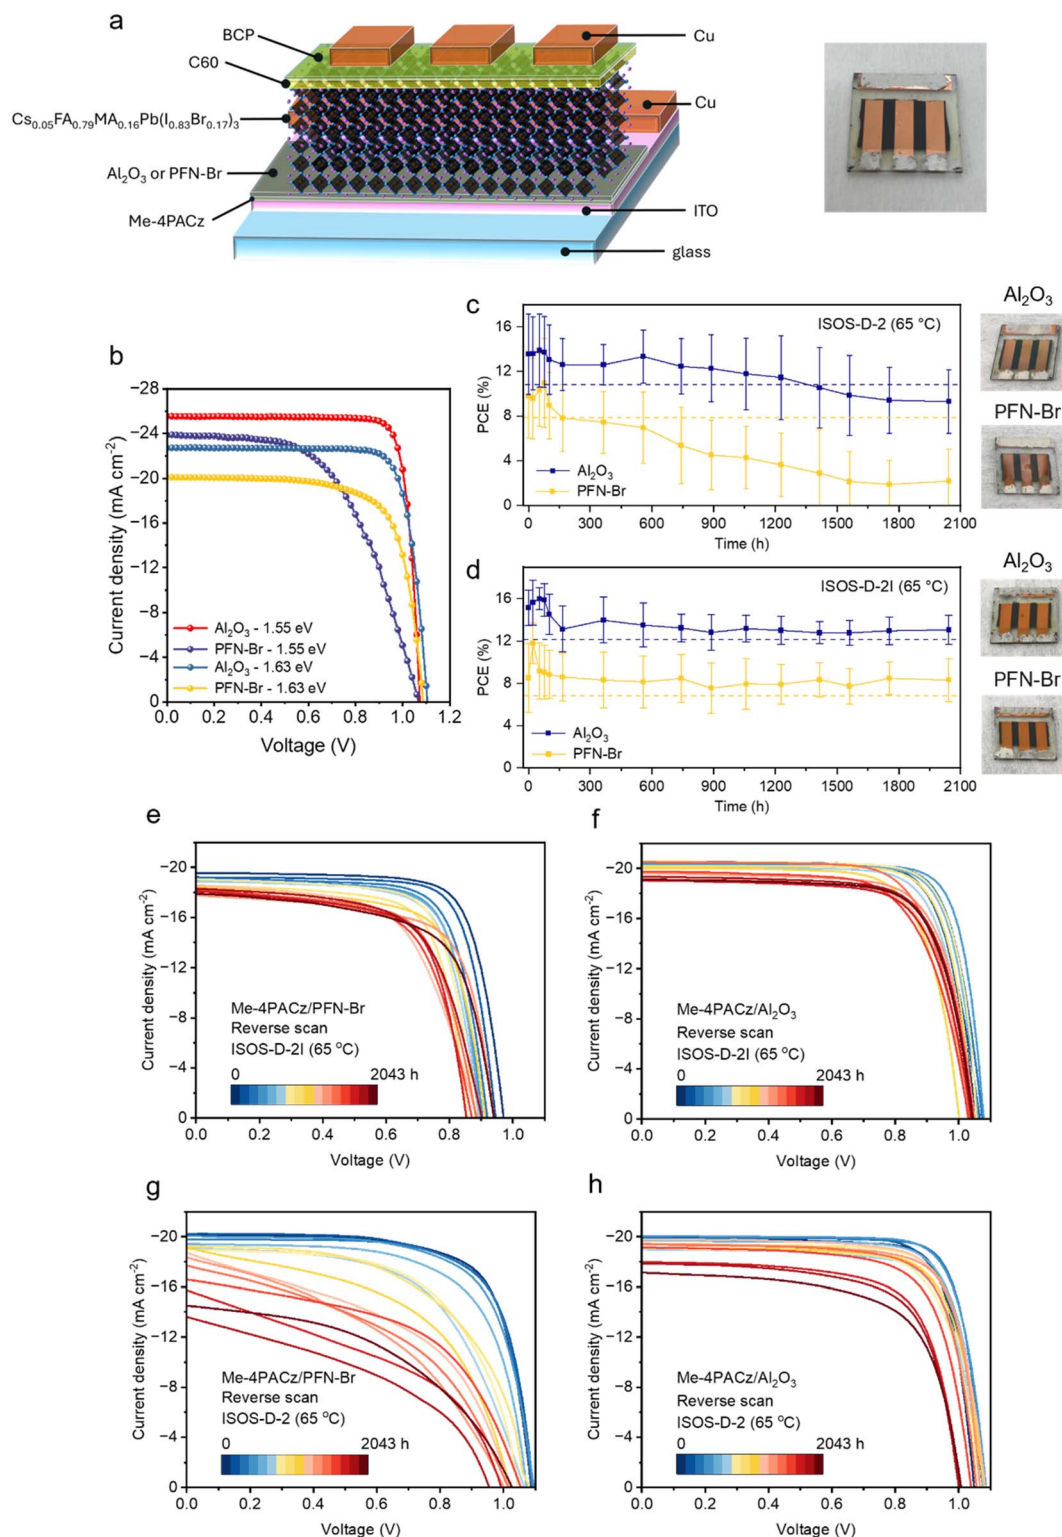 a
BCP
C60
Cs0.05FA0.79MA0.16Pb(I0.83Br0.17)3
Al2O3 or PFN-Br
Me-4PACz
Cu
Cu
ITO
glass
b
−28
−24
−20
−16
−12
−8
−4
0
Current density (mA cm-2)
Al2O3 - 1.55 eV
PFN-Br - 1.55 eV
Al2O3 - 1.63 eV
PFN-Br - 1.63 eV
0.0 0.2 0.4 0.6 0.8 1.0 1.2
Voltage (V)
c
ISOS-D-2 (65 °C)
16
12
8
4
0
PCE (%)
Al2O3
PFN-Br
0 300 600 900 1200 1500 1800 2100
Time (h)
Al2O3
PFN-Br
d
ISOS-D-2I (65 °C)
16
12
8
4
0
PCE (%)
Al2O3
PFN-Br
0 300 600 900 1200 1500 1800 2100
Time (h)
Al2O3
PFN-Br
e
−20
−16
−12
−8
−4
0
Current density (mA cm-2)
Me-4PACz/PFN-Br
Reverse scan
ISOS-D-2I (65 oC)
0 2043 h
0.0 0.2 0.4 0.6 0.8 1.0
Voltage (V)
f
−20
−16
−12
−8
−4
0
Current density (mA cm-2)
Me-4PACz/Al2O3
Reverse scan
ISOS-D-2I (65 oC)
0 2043 h
0.0 0.2 0.4 0.6 0.8 1.0
Voltage (V)
g
−20
−16
−12
−8
−4
0
Current density (mA cm-2)
Me-4PACz/PFN-Br
Reverse scan
ISOS-D-2 (65 oC)
0 2043 h
0.0 0.2 0.4 0.6 0.8 1.0
Voltage (V)
h
−20
−16
−12
−8
−4
0
Current density (mA cm-2)
Me-4PACz/Al2O3
Reverse scan
ISOS-D-2 (65 oC)
0 2043 h
0.0 0.2 0.4 0.6 0.8 1.0
Voltage (V)